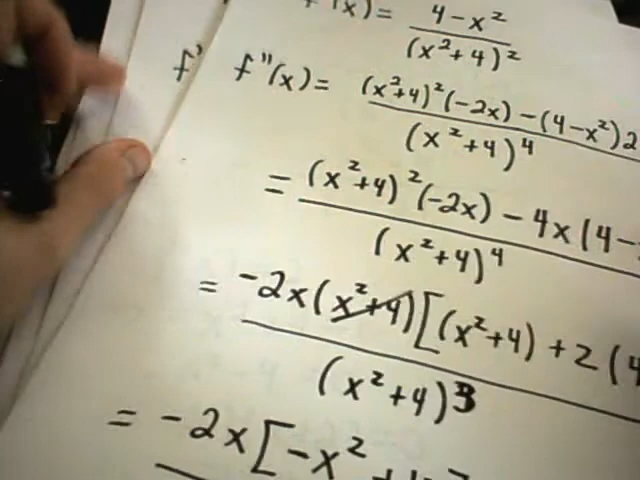 '(x) = 4-x² / (x²+4)²
f'
f''(x) = (x²+4)²(-2x) - (4-x²)2 / (x²+4)⁴
= (x²+4)²(-2x) - 4x(4- / (x²+4)⁴
= -2x(x²+4)[(x²+4) + 2(4 / (x²+4)³
= -2x[-x² +